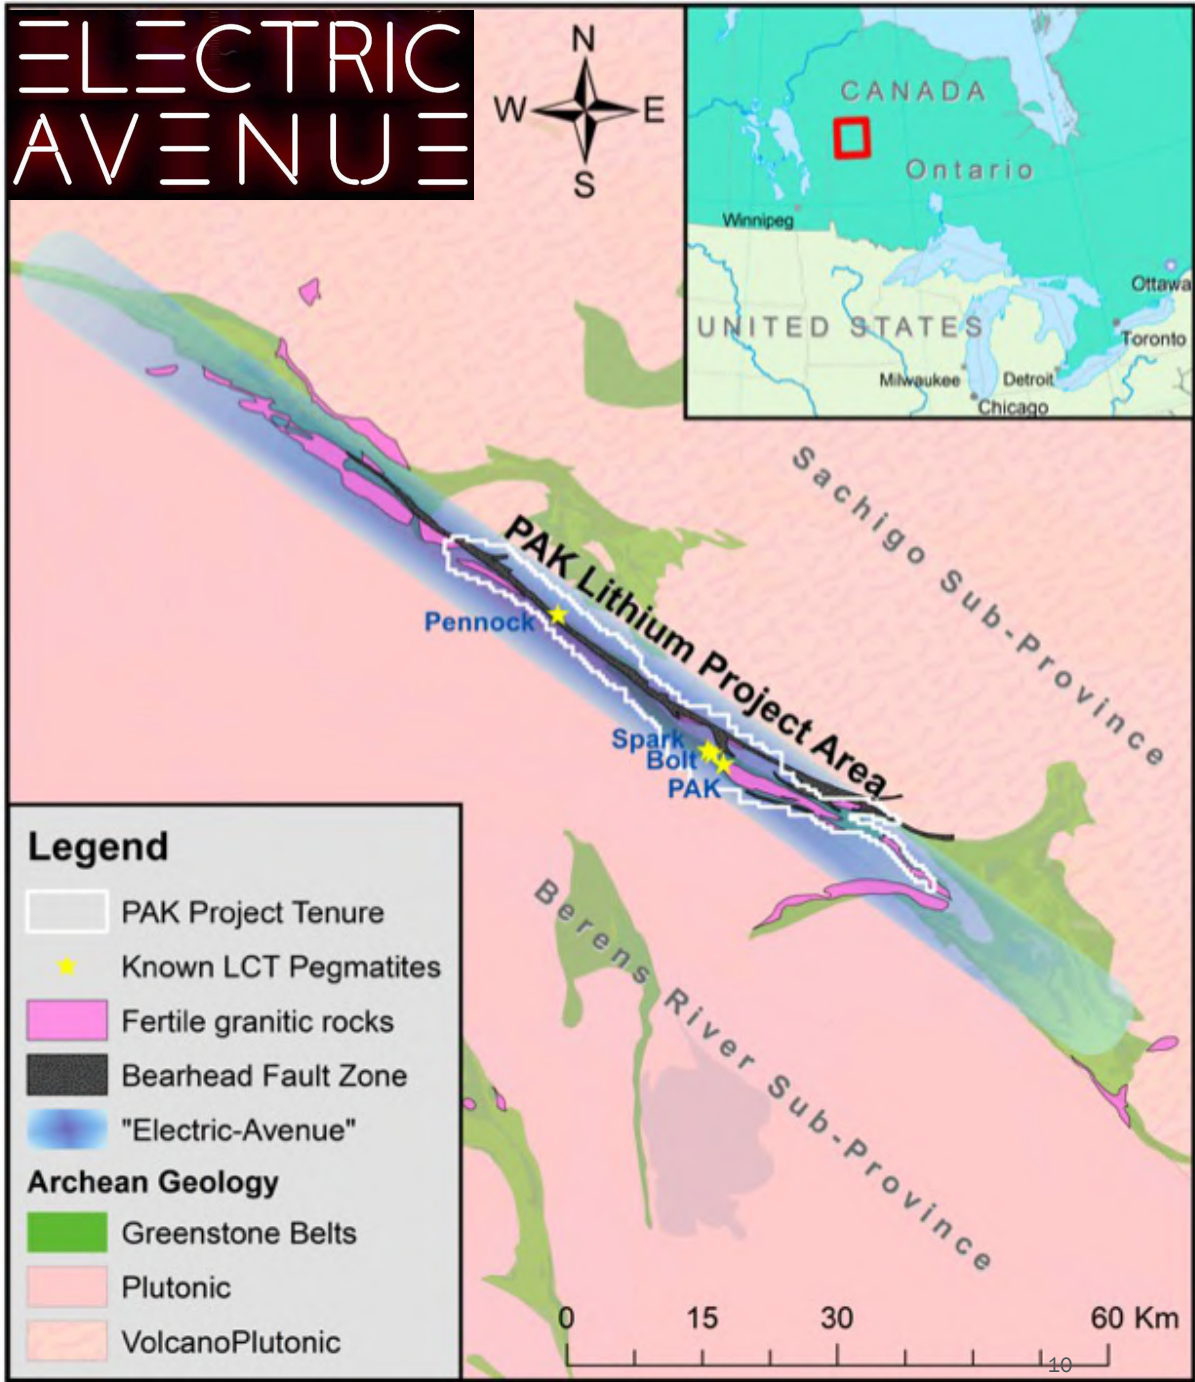 ELECTRIC
AVENUE
N
W E
S
CANADA
Ontario
Winnipeg
Ottawa
UNITED STATES
Toronto
Milwaukee
Detroit
Chicago
Sachigo Sub-Province
PAK Lithium Project Area
Pennock
Spark
Bolt
PAK
Berens River Sub-Province
Legend
PAK Project Tenure
Known LCT Pegmatites
Fertile granitic rocks
Bearhead Fault Zone
"Electric-Avenue"
Archean Geology
Greenstone Belts
Plutonic
VolcanoPlutonic
0 15 30 60 Km
10